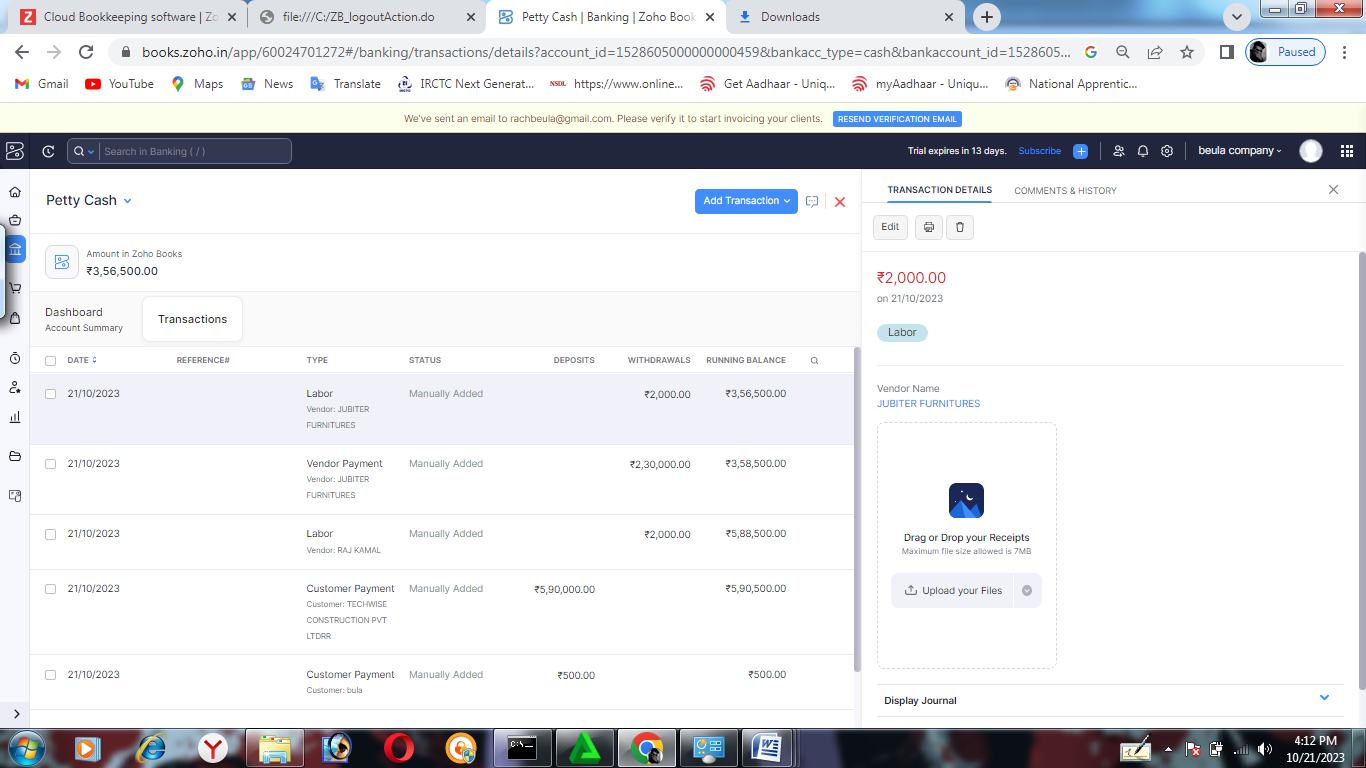 Cloud Bookkeeping software | Zo
file:///C:/ZB_logoutAction.do
Petty Cash | Banking | Zoho Book
Downloads
books.zoho.in/app/60024701272#/banking/transactions/details?account_id=1528605000000000459&bankacc_type=cash&bankaccount_id=1528605...
Paused
Gmail
YouTube
Maps
News
Translate
IRCTC Next Generat...
NSDL
https://www.online...
Get Aadhaar - Uniq...
myAadhaar - Uniqu...
National Apprentic...
We've sent an email to rachbeula@gmail.com. Please verify it to start invoicing your clients.
RESEND VERIFICATION EMAIL
Search in Banking ( / )
Trial expires in 13 days.
Subscribe
beula company
Petty Cash
Add Transaction
Amount in Zoho Books
₹3,56,500.00
Dashboard
Account Summary
Transactions
DATE REFERENCE# TYPE STATUS DEPOSITS WITHDRAWALS RUNNING BALANCE
21/10/2023 Labor Manually Added ₹2,000.00 ₹3,56,500.00
Vendor: JUBITER
FURNITURES
21/10/2023 Vendor Payment Manually Added ₹2,30,000.00 ₹3,58,500.00
Vendor: JUBITER
FURNITURES
21/10/2023 Labor Manually Added ₹2,000.00 ₹5,88,500.00
Vendor: RAJ KAMAL
21/10/2023 Customer Payment Manually Added ₹5,90,000.00 ₹5,90,500.00
Customer: TECHWISE
CONSTRUCTION PVT
LTDRR
21/10/2023 Customer Payment Manually Added ₹500.00 ₹500.00
Customer: bula
TRANSACTION DETAILS
COMMENTS & HISTORY
Edit
₹2,000.00
on 21/10/2023
Labor
Vendor Name
JUBITER FURNITURES
Drag or Drop your Receipts
Maximum file size allowed is 7MB
Upload your Files
Display Journal
4:12 PM
10/21/2023